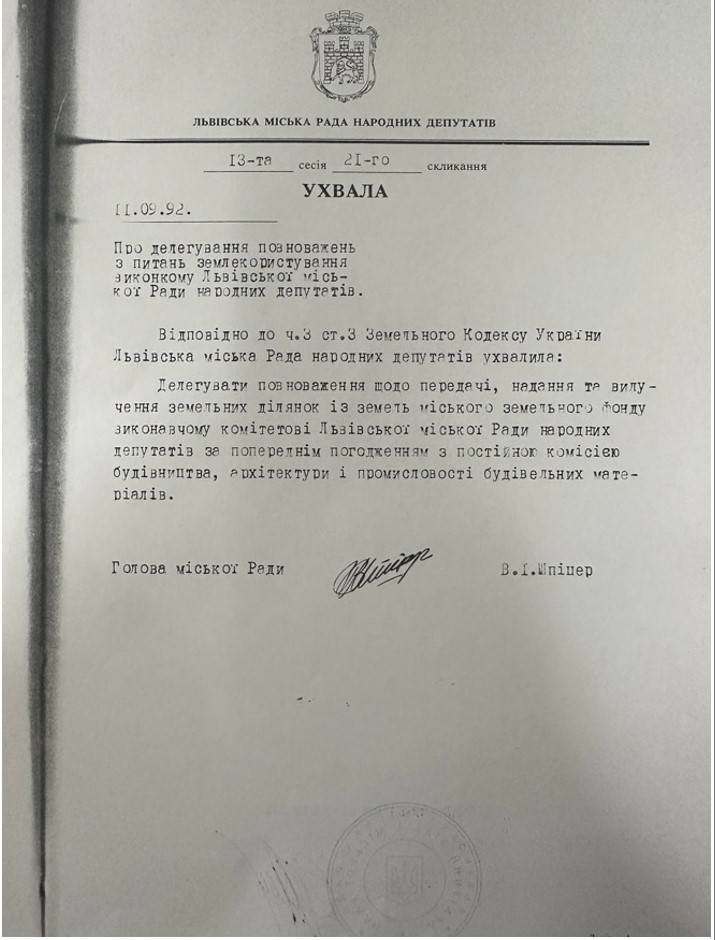 ЛЬВІВСЬКА МІСЬКА РАДА НАРОДНИХ ДЕПУТАТІВ
13-та сесія 21-го скликання
УХВАЛА
11.09.92.
Про делегування повноважень
з питань землекористування
виконкому Львівської місь-
кої Ради народних депутатів.
Відповідно до ч.3 ст.3 Земельного Кодексу України
Львівська міська Рада народних депутатів ухвалила:
Делегувати повноваження щодо передачі, надання та вилу-
чення земельних ділянок із земель міського земельного Фонду
виконавчому комітетові Львівської міської Ради народних
депутатів за попереднім погодженням з постійною комісією
будівництва, архітектури і промисловості будівельних мате-
ріалів.
Голова міської Ради В.І.Шпіцер